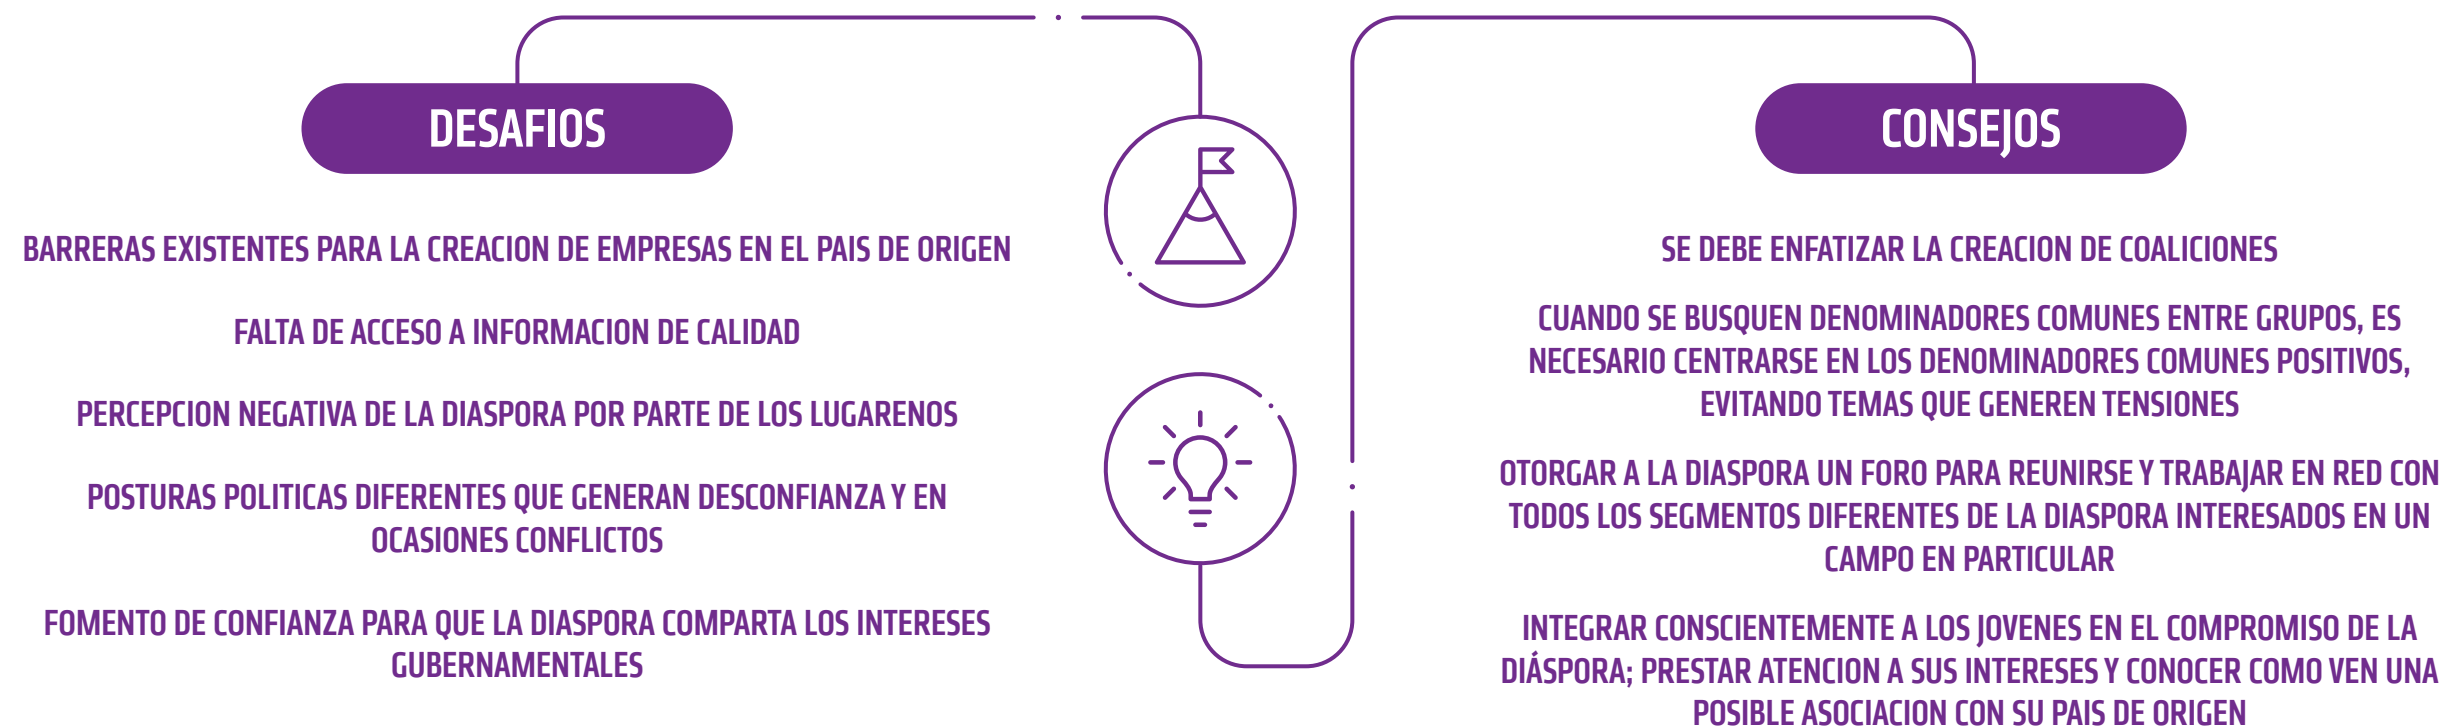 DESAFIOS
BARRERAS EXISTENTES PARA LA CREACION DE EMPRESAS EN EL PAIS DE ORIGEN
FALTA DE ACCESO A INFORMACION DE CALIDAD
PERCEPCION NEGATIVA DE LA DIASPORA POR PARTE DE LOS LUGARENOS
POSTURAS POLITICAS DIFERENTES QUE GENERAN DESCONFIANZA Y EN
OCASIONES CONFLICTOS
FOMENTO DE CONFIANZA PARA QUE LA DIASPORA COMPARTA LOS INTERESES
GUBERNAMENTALES
CONSEJOS
SE DEBE ENFATIZAR LA CREACION DE COALICIONES
CUANDO SE BUSQUEN DENOMINADORES COMUNES ENTRE GRUPOS, ES
NECESARIO CENTRARSE EN LOS DENOMINADORES COMUNES POSITIVOS,
EVITANDO TEMAS QUE GENEREN TENSIONES
OTORGAR A LA DIASPORA UN FORO PARA REUNIRSE Y TRABAJAR EN RED CON
TODOS LOS SEGMENTOS DIFERENTES DE LA DIASPORA INTERESADOS EN UN
CAMPO EN PARTICULAR
INTEGRAR CONSCIENTEMENTE A LOS JOVENES EN EL COMPROMISO DE LA
DIÁSPORA; PRESTAR ATENCION A SUS INTERESES Y CONOCER COMO VEN UNA
POSIBLE ASOCIACION CON SU PAIS DE ORIGEN